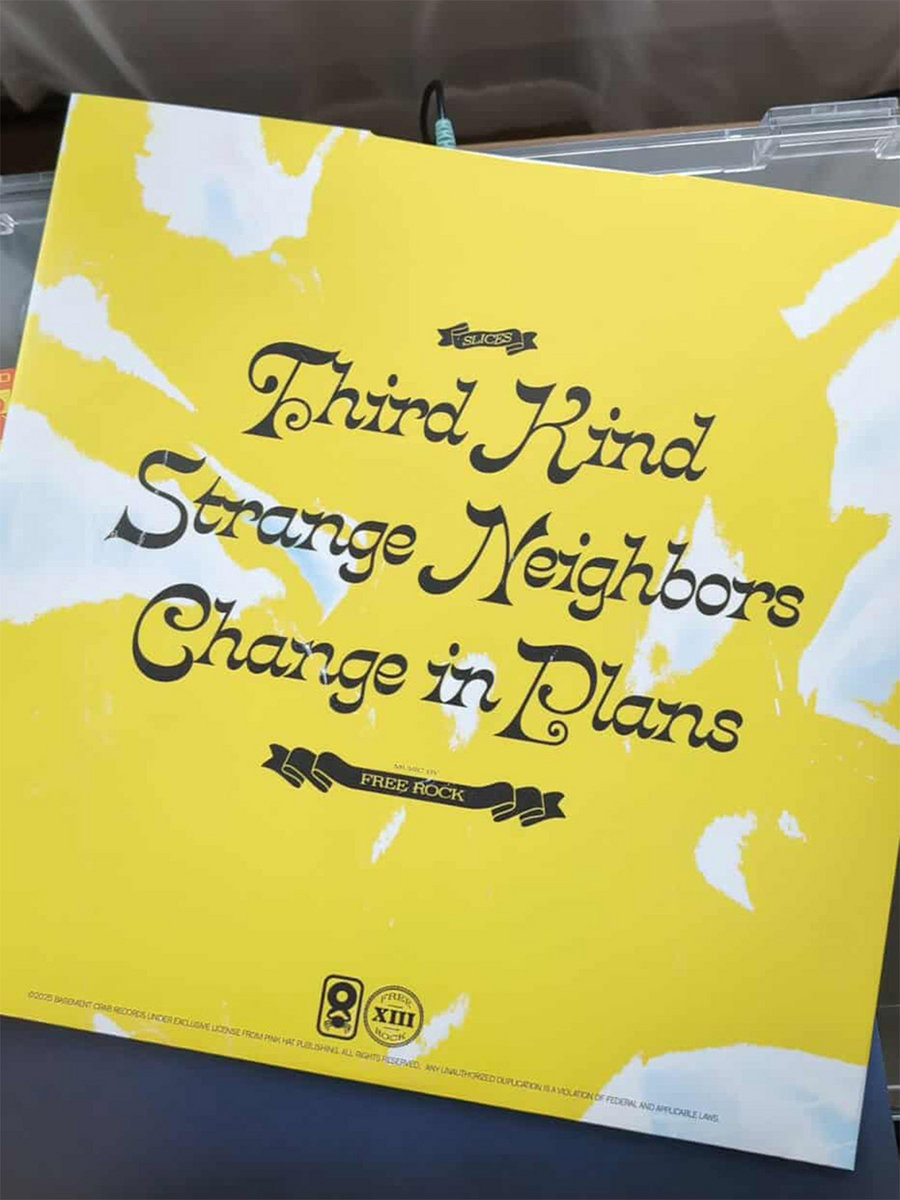 SLICES
Third Kind
Strange Neighbors
Change in Plans
MUSIC BY
FREE ROCK
FREE
XIII
ROCK
©2025 BASEMENT CRAB RECORDS UNDER EXCLUSIVE LICENSE FROM PINK HAT PUBLISHING. ALL RIGHTS RESERVED. ANY UNAUTHORIZED DUPLICATION IS A VIOLATION OF FEDERAL AND APPLICABLE LAWS.